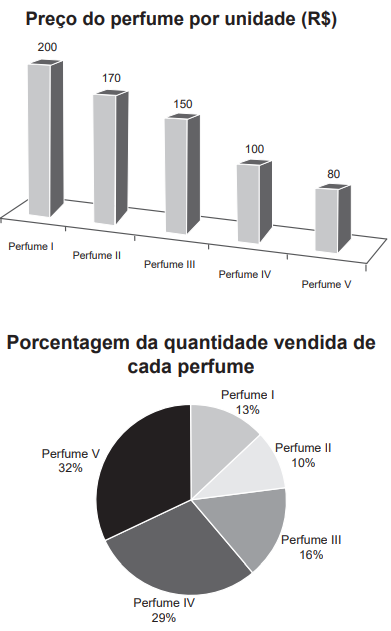 Preço do perfume por unidade (R$)
200
170
150
100
80
Perfume I
Perfume II
Perfume III
Perfume IV
Perfume V
Porcentagem da quantidade vendida de
cada perfume
Perfume I
13%
Perfume II
10%
Perfume III
16%
Perfume IV
29%
Perfume V
32%